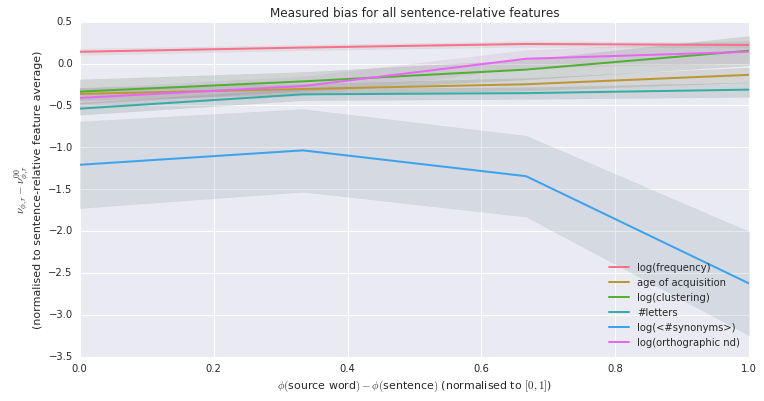 Measured bias for all sentence-relative features
0.5
0.0
−0.5
−1.0
−1.5
−2.0
−2.5
−3.0
−3.5
ν_{ϕ,r} − ν^{00}_{ϕ,r}
(normalised to sentence-relative feature average)
log(frequency)
age of acquisition
log(clustering)
#letters
log(<#synonyms>)
log(orthographic nd)
0.0 0.2 0.4 0.6 0.8 1.0
ϕ(source word) − ϕ(sentence) (normalised to [0, 1])